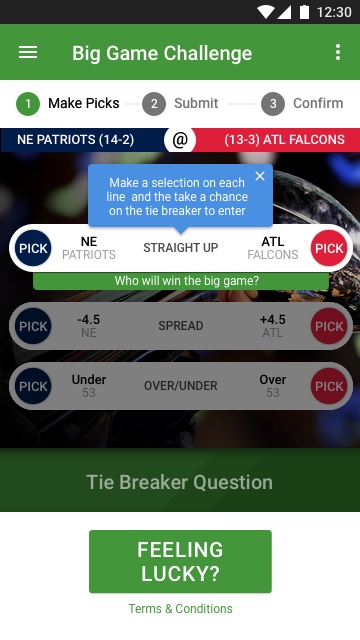 12:30
Big Game Challenge
1 Make Picks 2 Submit 3 Confirm
NE PATRIOTS (14-2) @ (13-3) ATL FALCONS
Make a selection on each
line and the take a chance
on the tie breaker to enter
PICK NE PATRIOTS STRAIGHT UP ATL FALCONS PICK
Who will win the big game?
PICK -4.5 NE SPREAD +4.5 ATL PICK
PICK Under 53 OVER/UNDER Over 53 PICK
Tie Breaker Question
FEELING
LUCKY?
Terms & Conditions